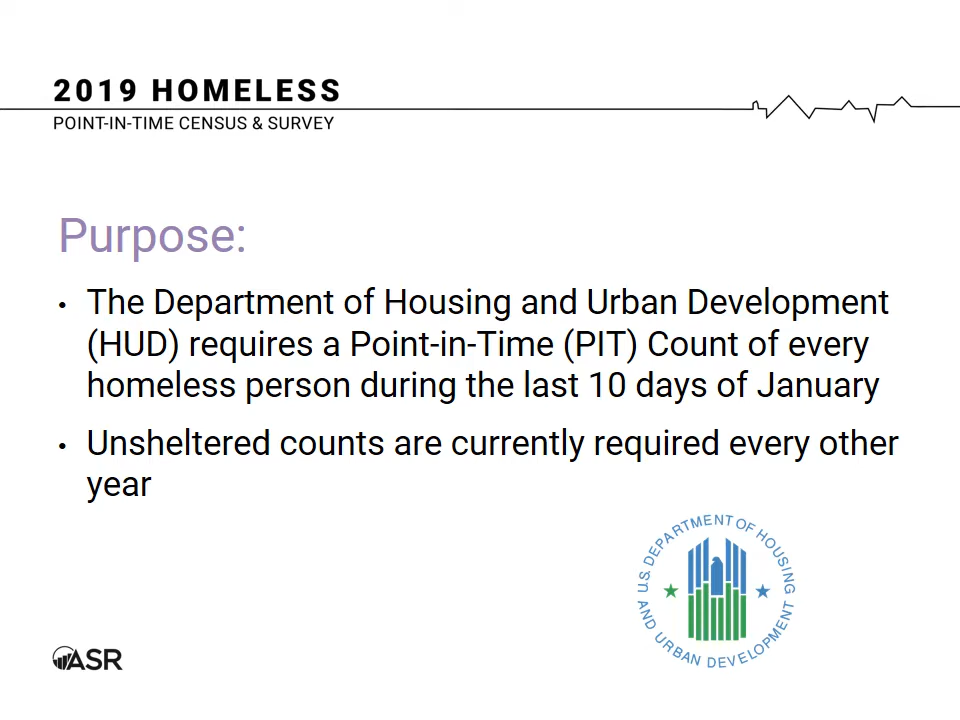 2019 HOMELESS
POINT-IN-TIME CENSUS & SURVEY
Purpose:
• The Department of Housing and Urban Development
(HUD) requires a Point-in-Time (PIT) Count of every
homeless person during the last 10 days of January
• Unsheltered counts are currently required every other
year
U.S. DEPARTMENT OF HOUSING
AND URBAN DEVELOPMENT
ASR